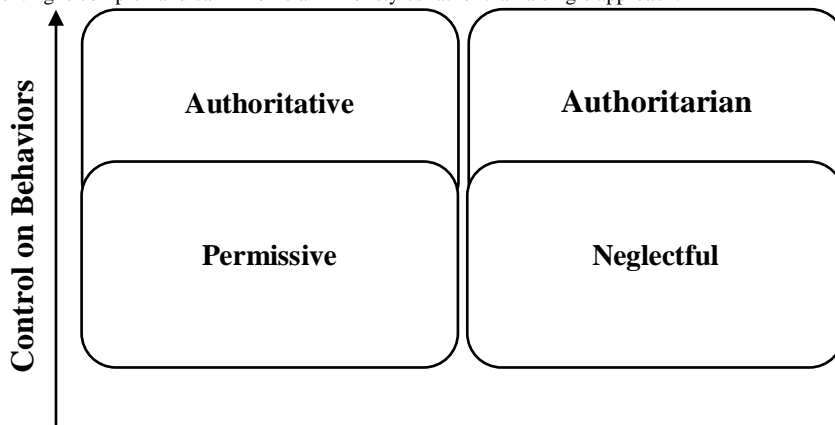 Authoritative
Authoritarian
Control on Behaviors
Permissive
Neglectful